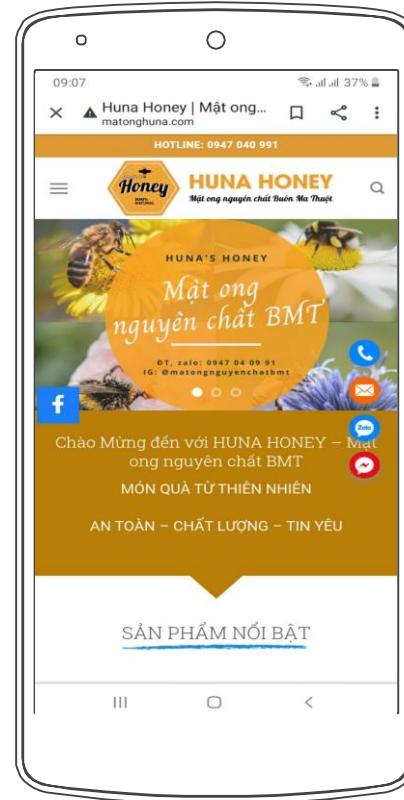 09:07
37%
Huna Honey | Mật ong...
matonghuna.com
HOTLINE: 0947 040 991
Honey
100%
NATURAL
HUNA HONEY
Mật ong nguyên chất Buôn Ma Thuột
HUNA'S HONEY
Mật ong
nguyên chất BMT
ĐT, zalo: 0947 04 09 91
IG: @matongnguyenchatbmt
Zalo
f
Chào Mừng đến với HUNA HONEY – Mật
ong nguyên chất BMT
MÓN QUÀ TỪ THIÊN NHIÊN
AN TOÀN – CHẤT LƯỢNG – TIN YÊU
SẢN PHẨM NỔI BẬT